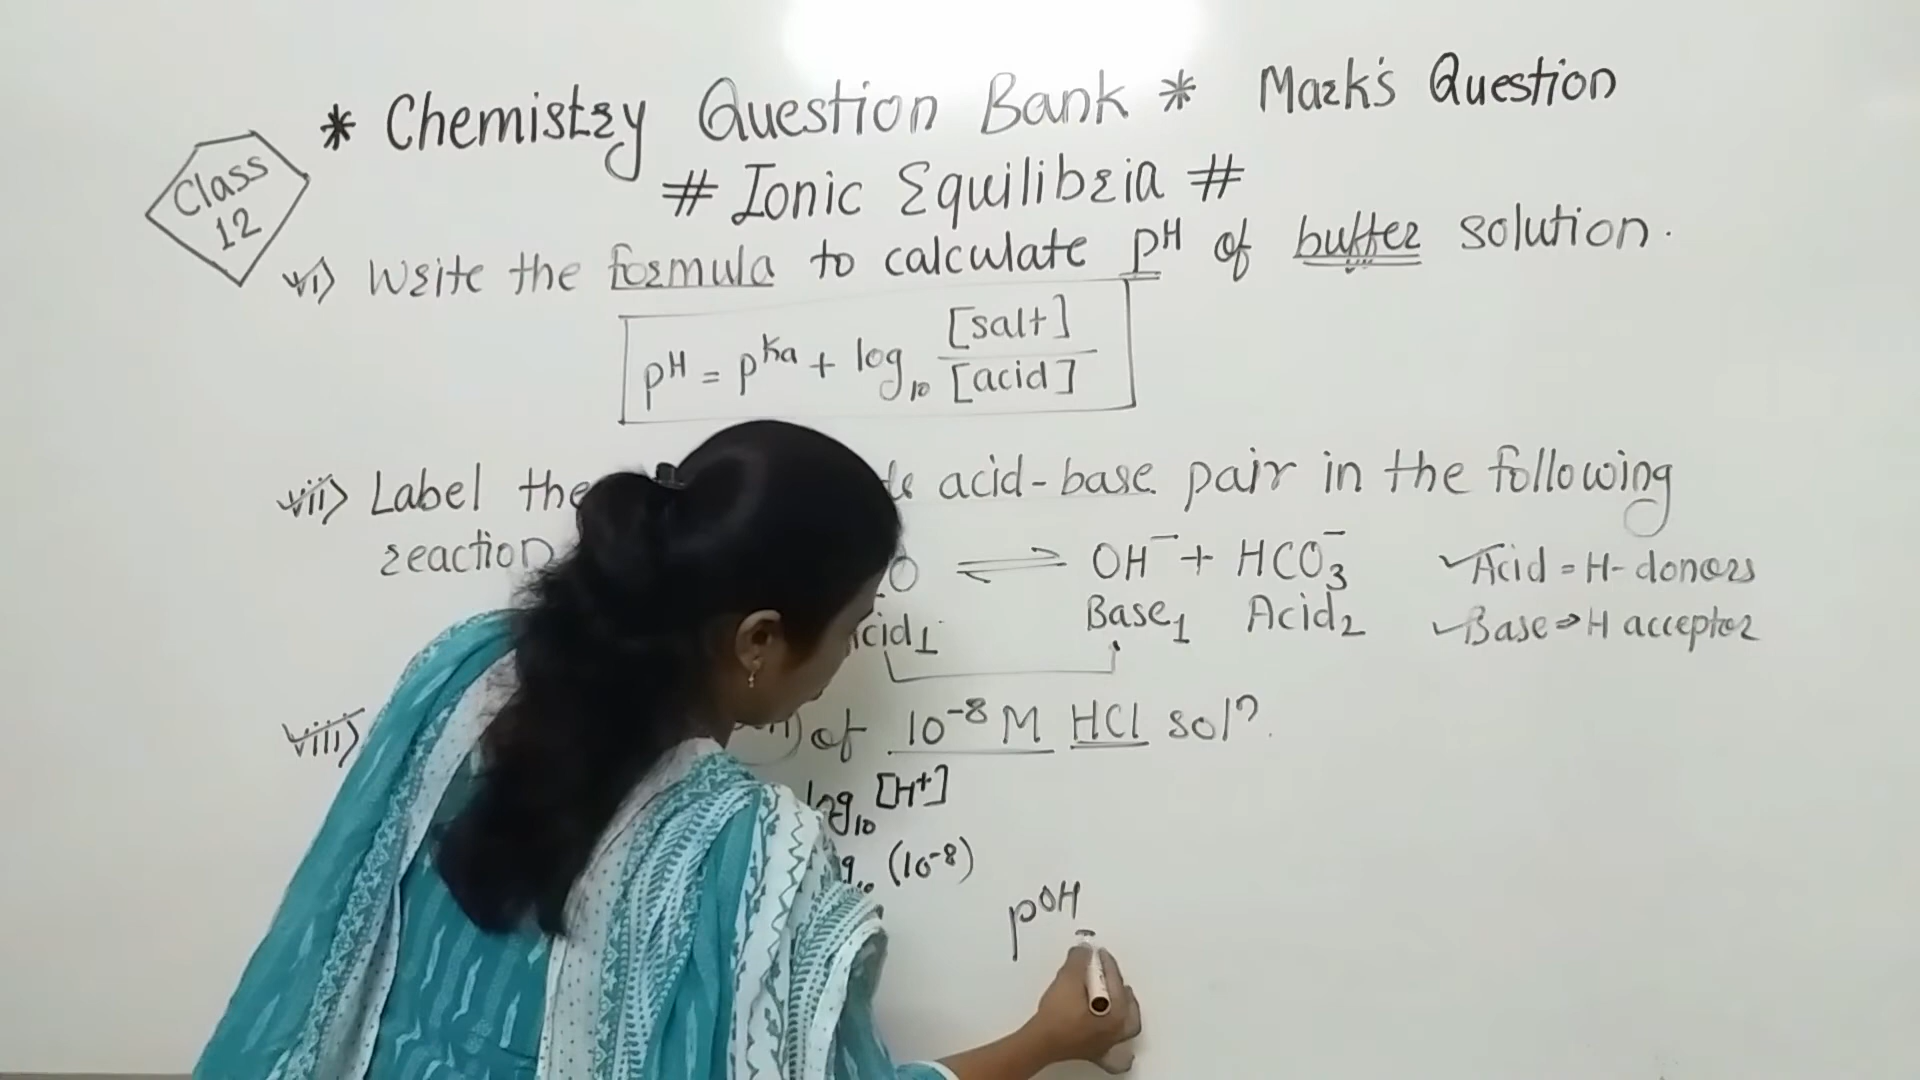 * Chemistry Question Bank * Mark's Question
Class
12
# Ionic Equilibria #
vi) Write the formula to calculate pH of buffer solution.
pH = pKa + log10 [salt] / [acid]
vii) Label the acid-base pair in the following
reaction ⇌ OH⁻ + HCO₃⁻ ✓Acid = H-donors
Base₁ Acid₂ ✓Base ⇒ H acceptor
viii) of 10⁻⁸ M HCl solⁿ.
log₁₀ [H⁺]
(10⁻⁸)
pOH